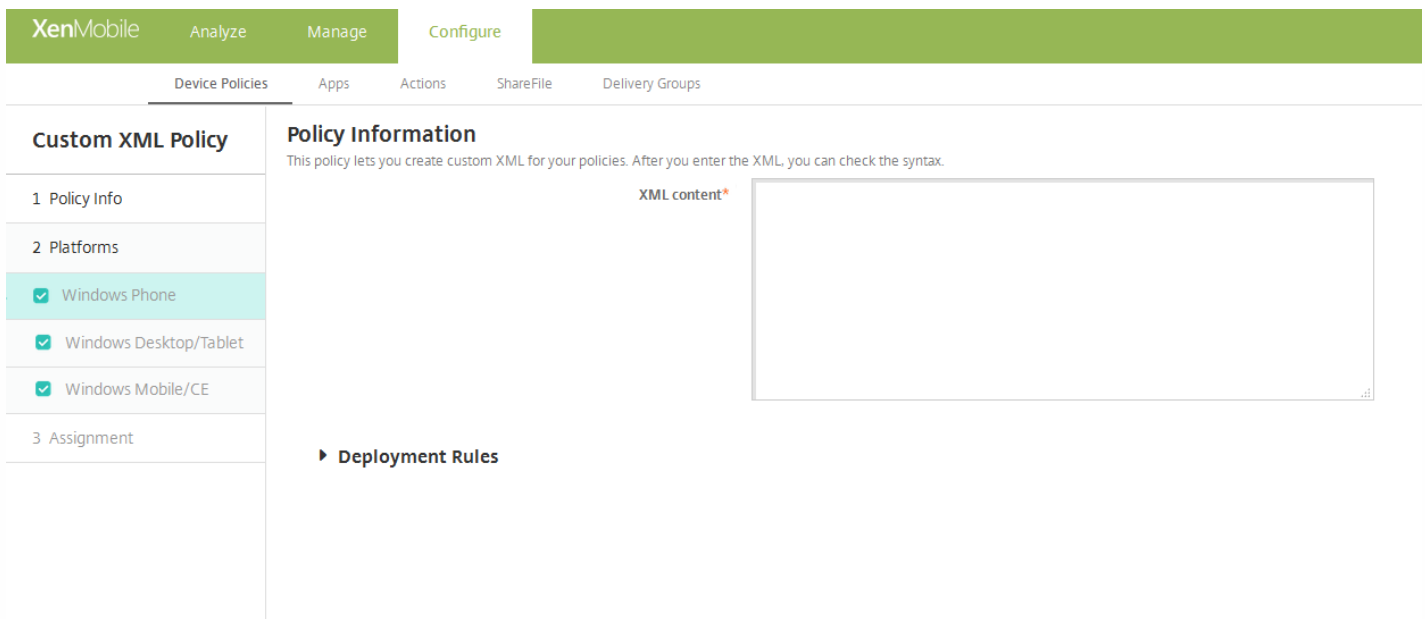 XenMobile Analyze Manage Configure
Device Policies Apps Actions ShareFile Delivery Groups
Custom XML Policy
1 Policy Info
2 Platforms
Windows Phone
Windows Desktop/Tablet
Windows Mobile/CE
3 Assignment
Policy Information
This policy lets you create custom XML for your policies. After you enter the XML, you can check the syntax.
XML content*
Deployment Rules